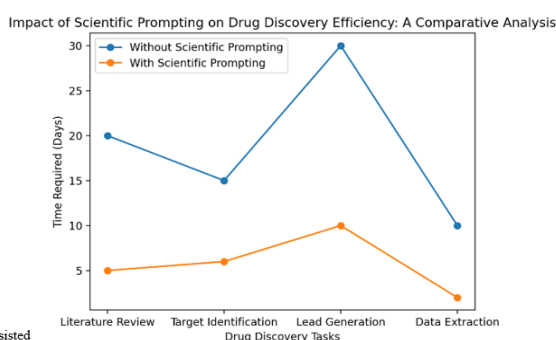 Impact of Scientific Prompting on Drug Discovery Efficiency: A Comparative Analysis
Without Scientific Prompting
With Scientific Prompting
30
25
20
15
10
5
Time Required (Days)
Literature Review Target Identification Lead Generation Data Extraction
Drug Discovery Tasks
sisted